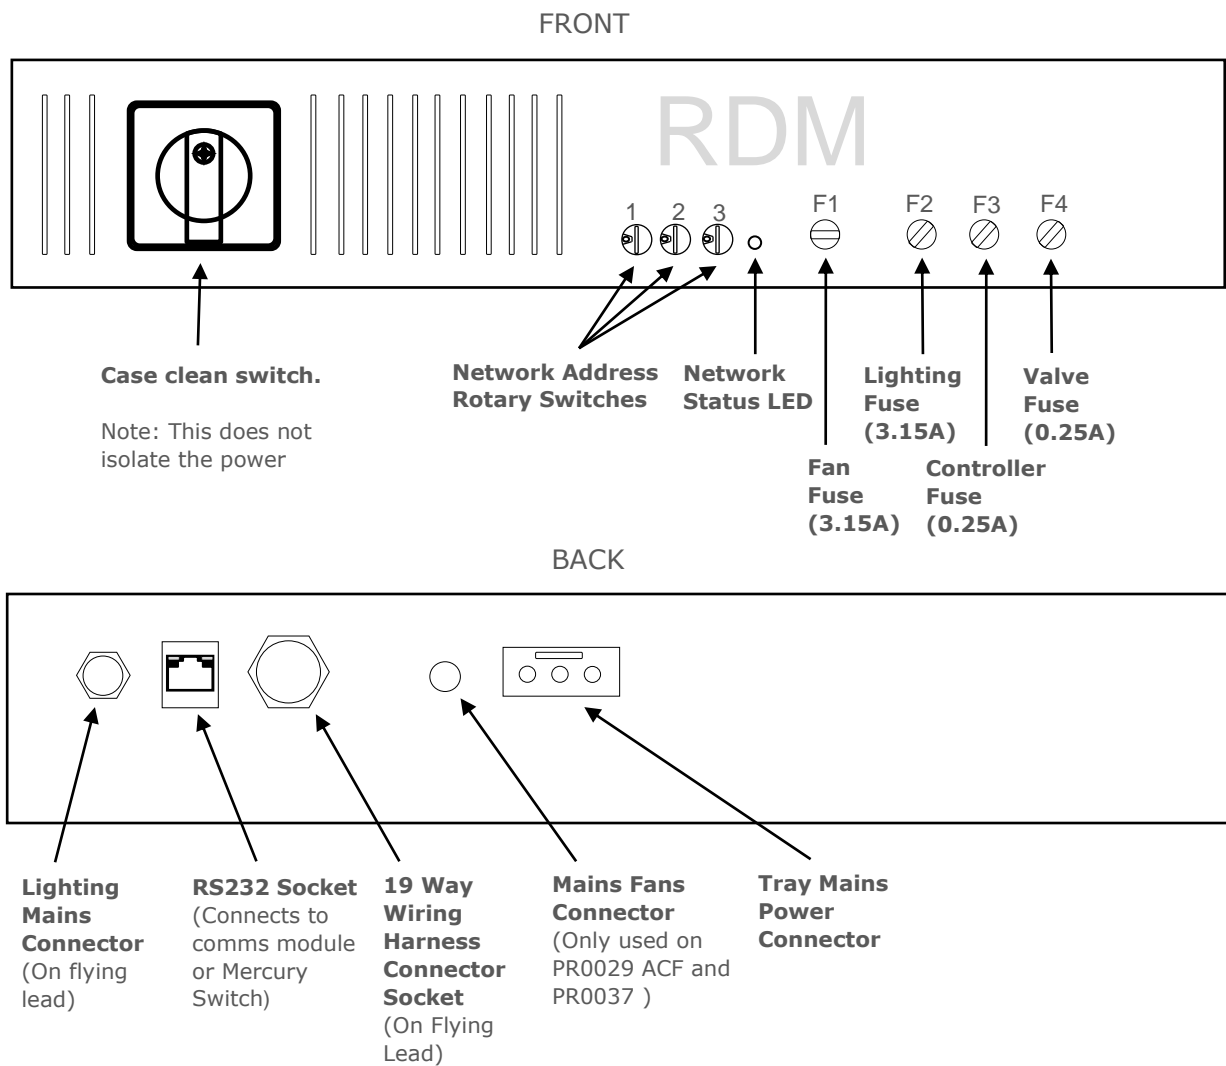 FRONT
RDM
1 2 3
F1 F2 F3 F4
Case clean switch.
Note: This does not
isolate the power
Network Address
Rotary Switches
Network
Status LED
Lighting
Fuse
(3.15A)
Valve
Fuse
(0.25A)
Fan
Fuse
(3.15A)
Controller
Fuse
(0.25A)
BACK
Lighting
Mains
Connector
(On flying
lead)
RS232 Socket
(Connects to
comms module
or Mercury
Switch)
19 Way
Wiring
Harness
Connector
Socket
(On Flying
Lead)
Mains Fans
Connector
(Only used on
PR0029 ACF and
PR0037 )
Tray Mains
Power
Connector